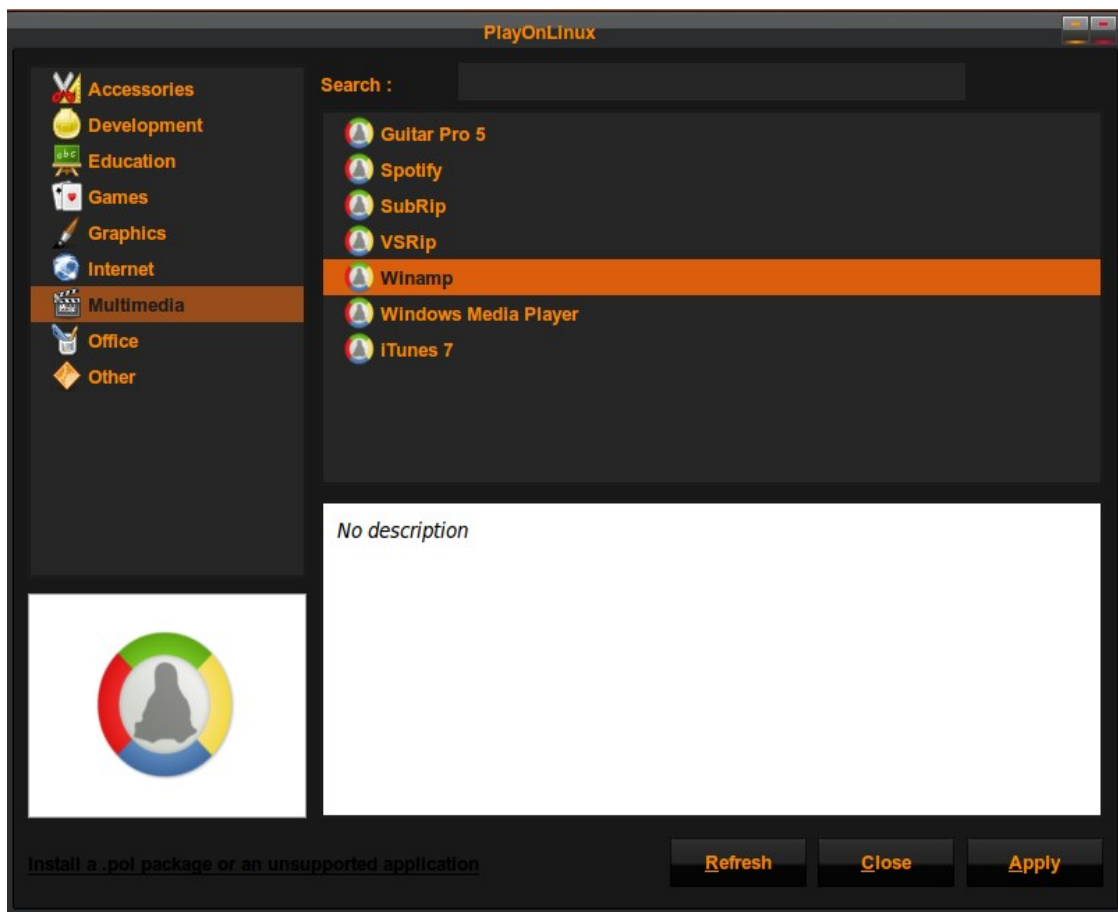 PlayOnLinux
Accessories
Development
Education
Games
Graphics
Internet
Multimedia
Office
Other
Search :
Guitar Pro 5
Spotify
SubRip
VSRip
Winamp
Windows Media Player
iTunes 7
No description
Install a .pol package or an unsupported application
Refresh
Close
Apply